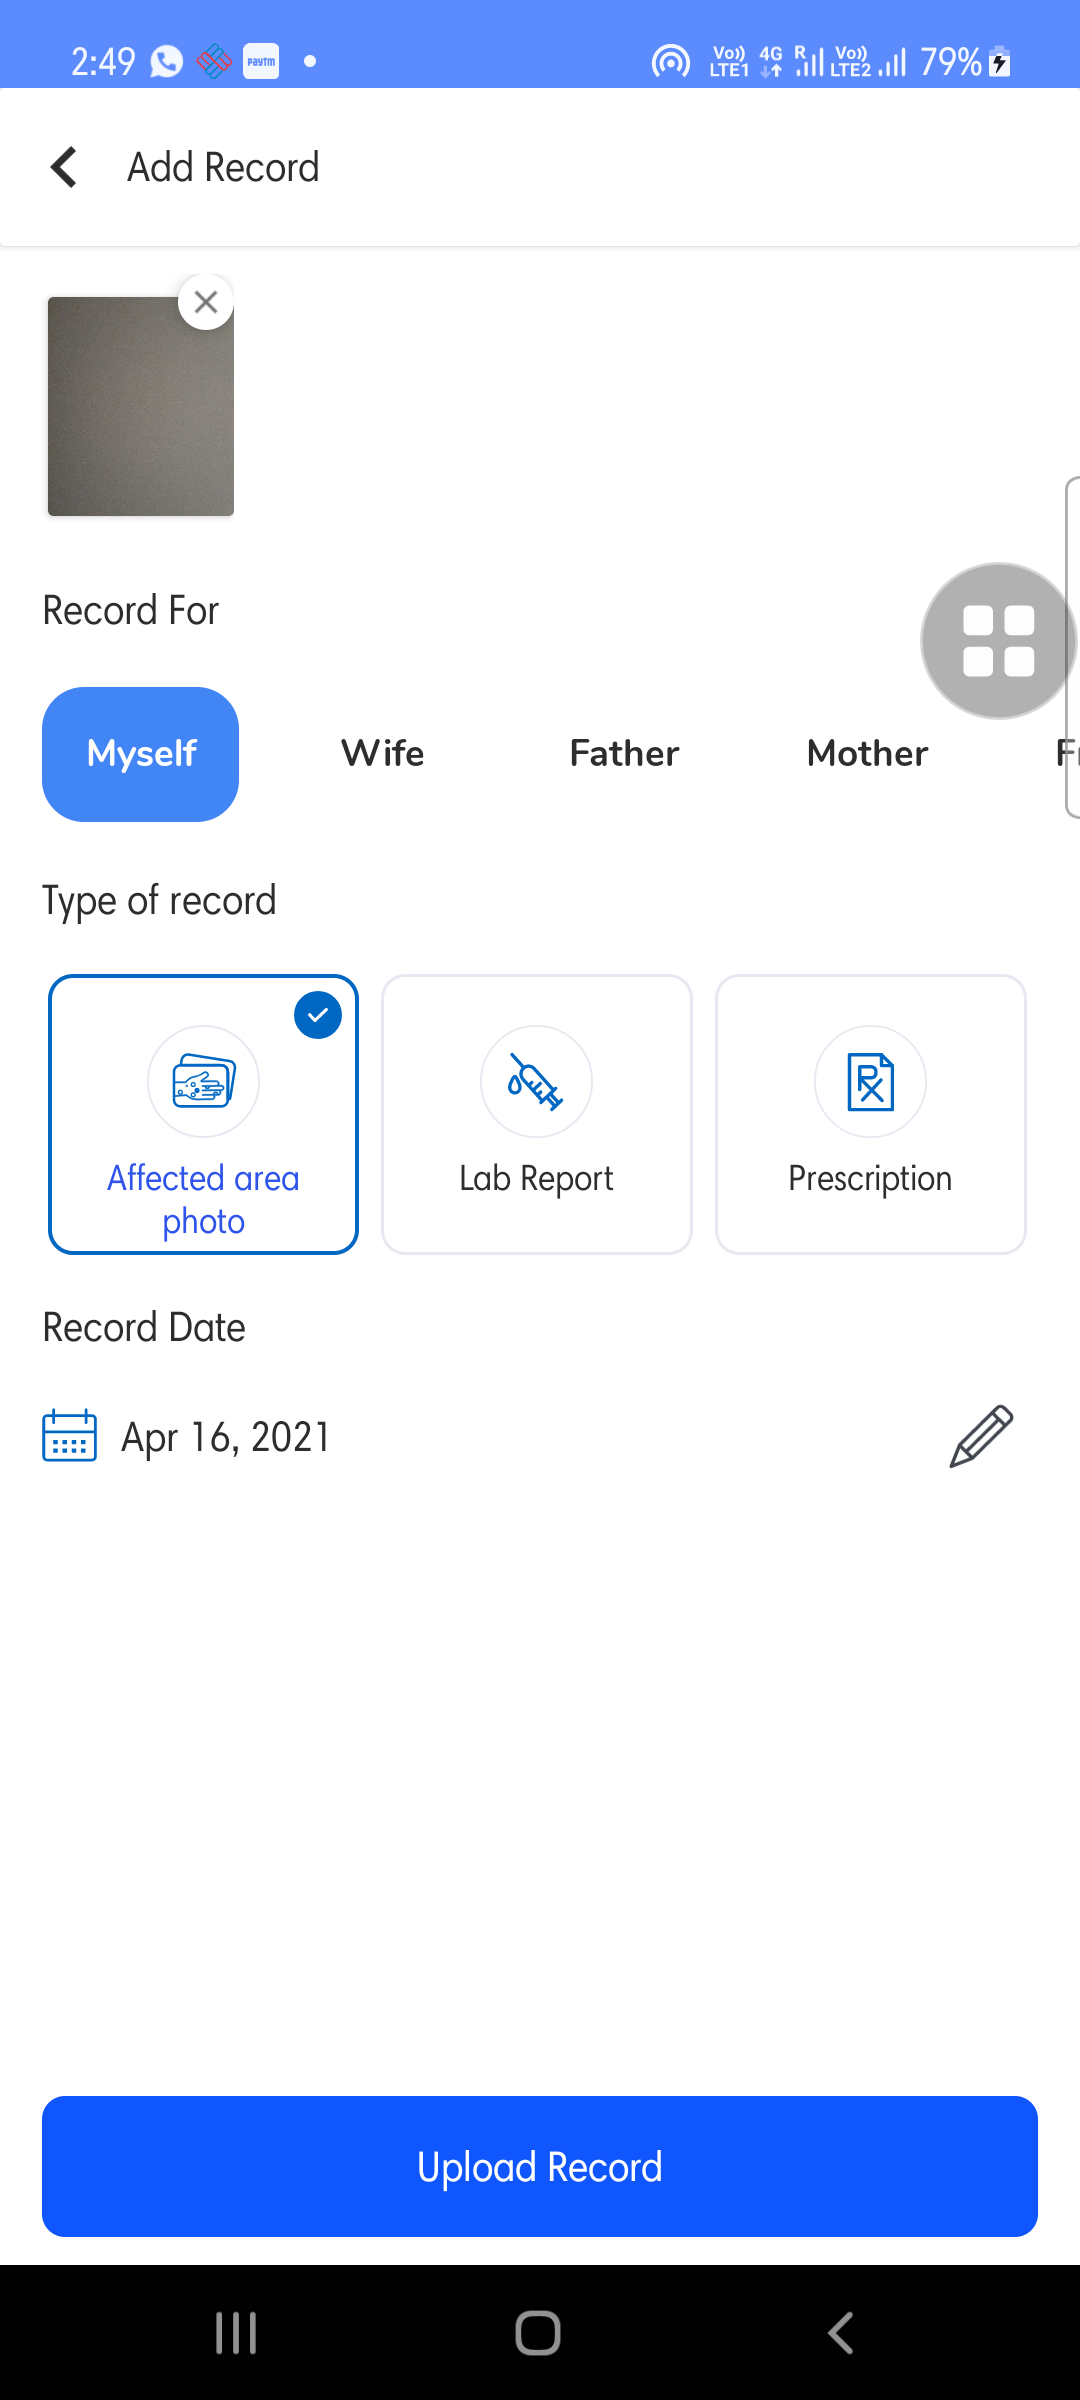 2:49 Paytm Vo)) LTE1 4G R Vo)) LTE2 79%
Add Record
Record For
Myself Wife Father Mother
Type of record
Affected area photo
Lab Report
Prescription
Record Date
Apr 16, 2021
Upload Record